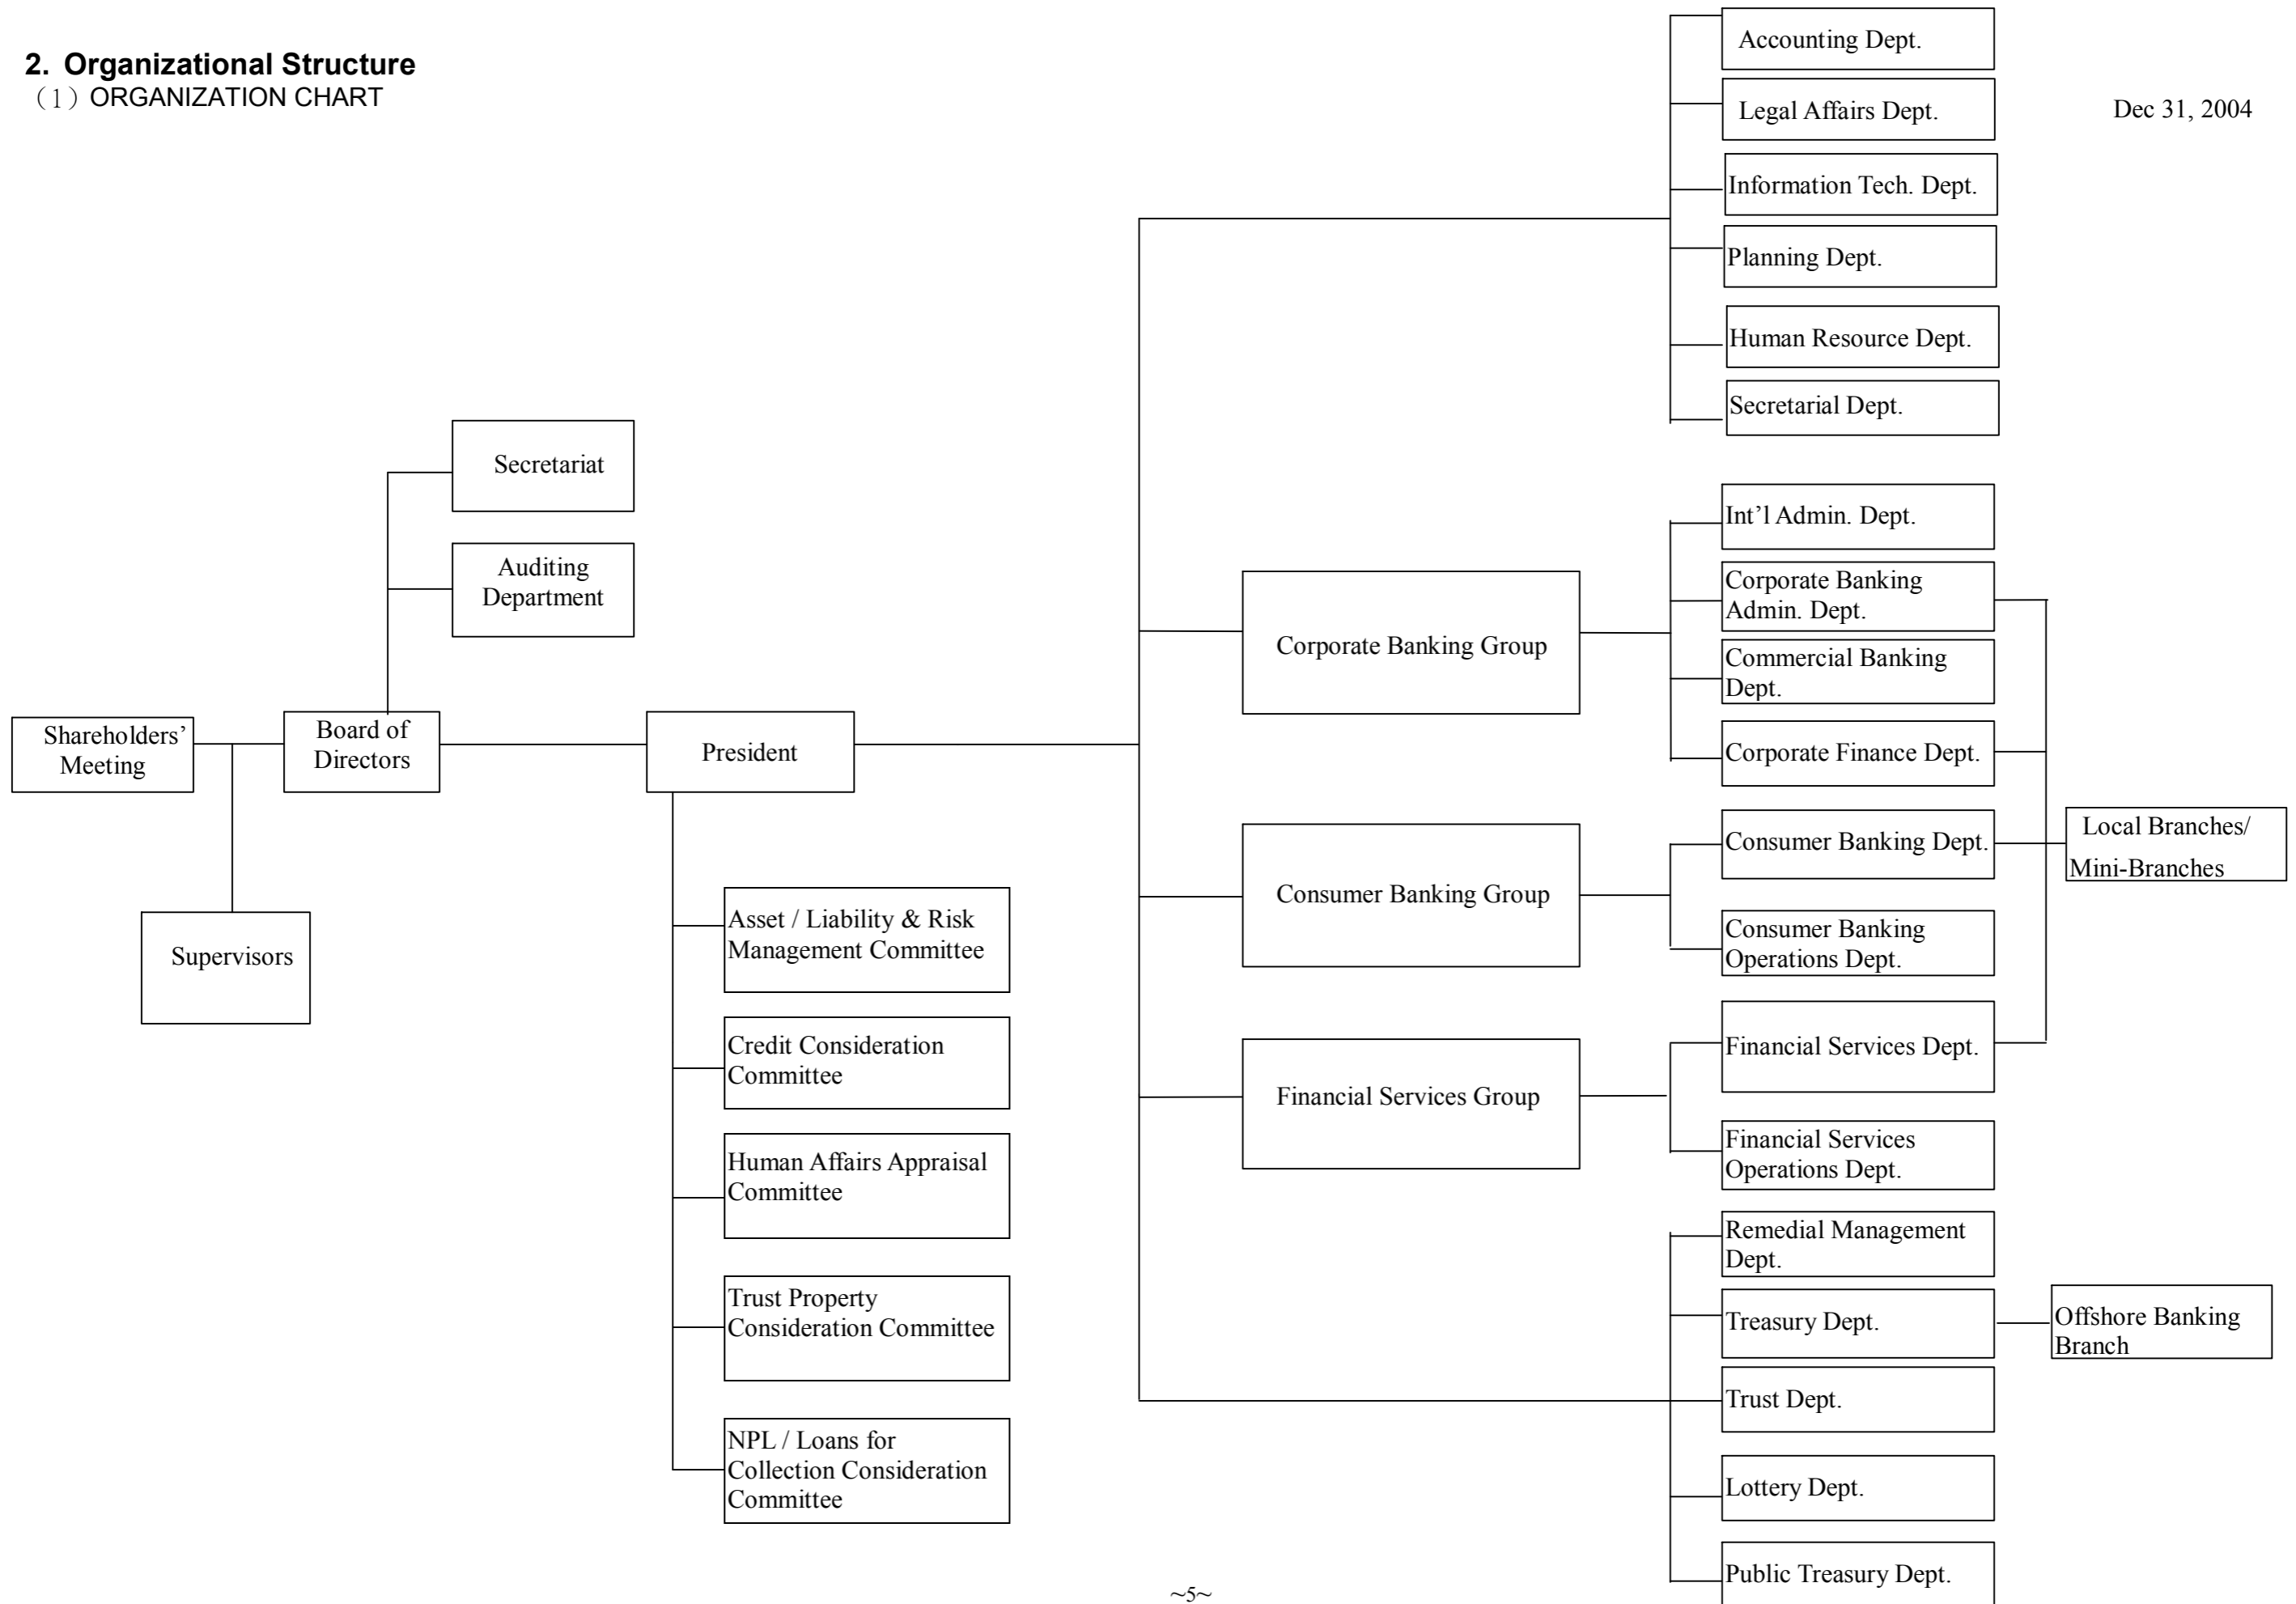 2. Organizational Structure
（1）ORGANIZATION CHART
Dec 31, 2004
Accounting Dept.
Legal Affairs Dept.
Information Tech. Dept.
Planning Dept.
Human Resource Dept.
Secretarial Dept.
Secretariat
Auditing
Department
Shareholders’
Meeting
Board of
Directors
President
Supervisors
Asset / Liability & Risk
Management Committee
Credit Consideration
Committee
Human Affairs Appraisal
Committee
Trust Property
Consideration Committee
NPL / Loans for
Collection Consideration
Committee
Corporate Banking Group
Int’l Admin. Dept.
Corporate Banking
Admin. Dept.
Commercial Banking
Dept.
Corporate Finance Dept.
Consumer Banking Group
Consumer Banking Dept.
Consumer Banking
Operations Dept.
Financial Services Group
Financial Services Dept.
Financial Services
Operations Dept.
Local Branches/
Mini-Branches
Remedial Management
Dept.
Treasury Dept.
Offshore Banking
Branch
Trust Dept.
Lottery Dept.
Public Treasury Dept.
~5~